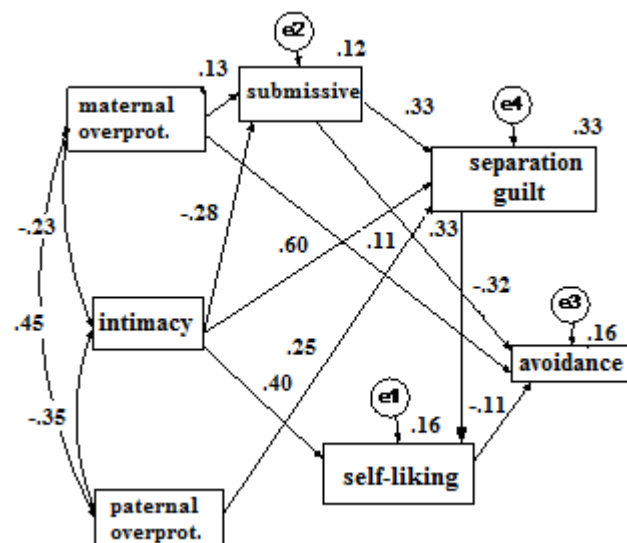 e2
.12
.13
submissive
maternal
overprot.
.33
e4
.33
separation
guilt
-.28
-.23
.60
.11
.33
-.32
e3
intimacy
.45
.16
avoidance
.25
.40
e1
-.35
.16
-.11
self-liking
paternal
overprot.